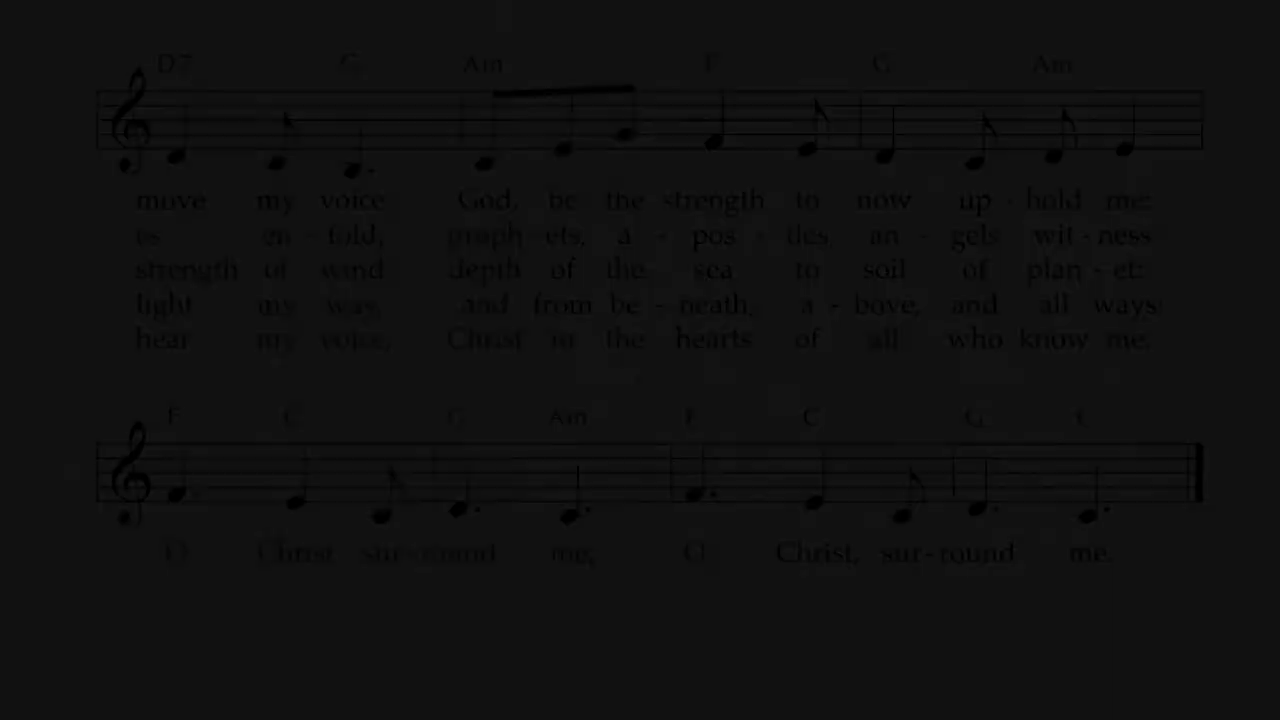 D7 G Am F G Am
move my voice. God, be the strength to now up - hold me:
es un - told, proph - ets, a - pos - tles, an - gels wit - ness
strength of wind, depth of the sea to soil of plan - et:
light my way, and from be - neath, a - bove, and all ways:
hear my voice, Christ in the hearts of all who know me:
F C G Am F C G C
O Christ sur - round me, O Christ, sur - round me.